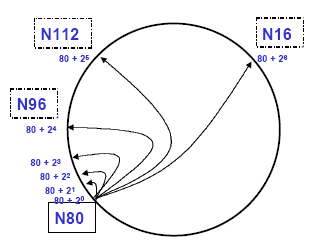 N112
80 + 2⁵
N16
80 + 2⁶
N96
80 + 2⁴
80 + 2³
80 + 2²
80 + 2¹
80 + 2⁰
N80